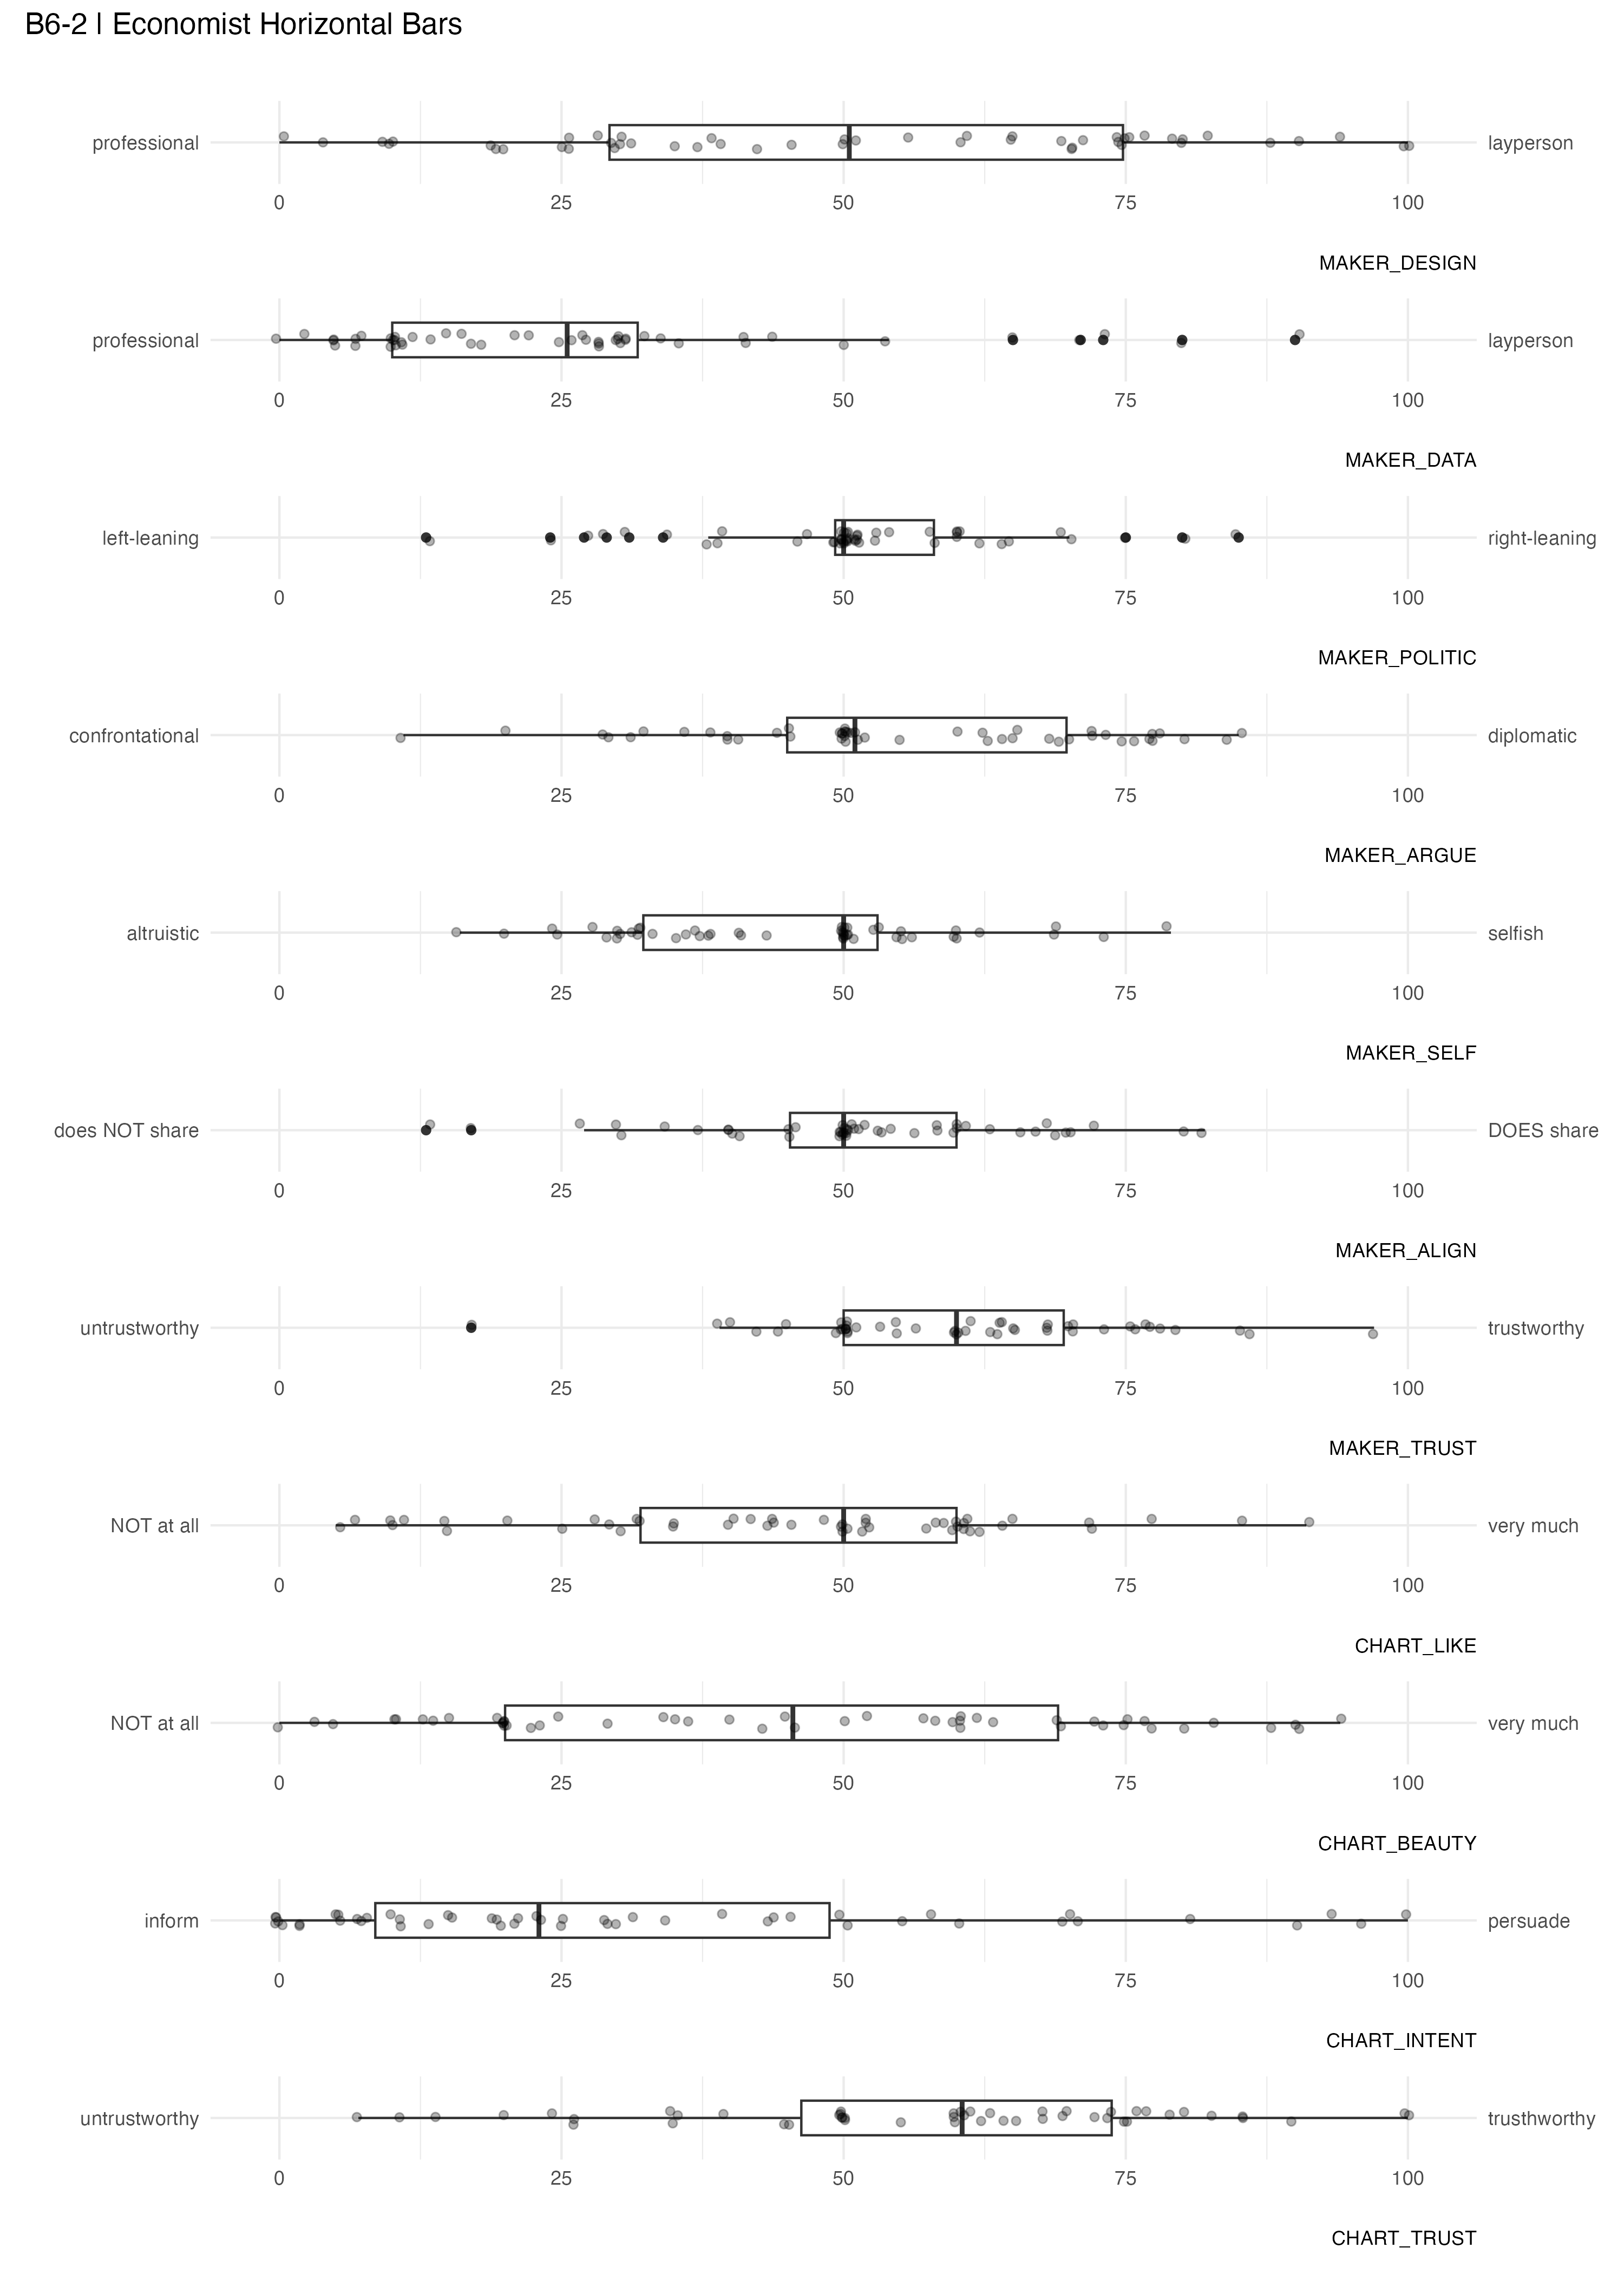 B6-2 | Economist Horizontal Bars
professional layperson
0 25 50 75 100
MAKER_DESIGN
professional layperson
0 25 50 75 100
MAKER_DATA
left-leaning right-leaning
0 25 50 75 100
MAKER_POLITIC
confrontational diplomatic
0 25 50 75 100
MAKER_ARGUE
altruistic selfish
0 25 50 75 100
MAKER_SELF
does NOT share DOES share
0 25 50 75 100
MAKER_ALIGN
untrustworthy trustworthy
0 25 50 75 100
MAKER_TRUST
NOT at all very much
0 25 50 75 100
CHART_LIKE
NOT at all very much
0 25 50 75 100
CHART_BEAUTY
inform persuade
0 25 50 75 100
CHART_INTENT
untrustworthy trusthworthy
0 25 50 75 100
CHART_TRUST